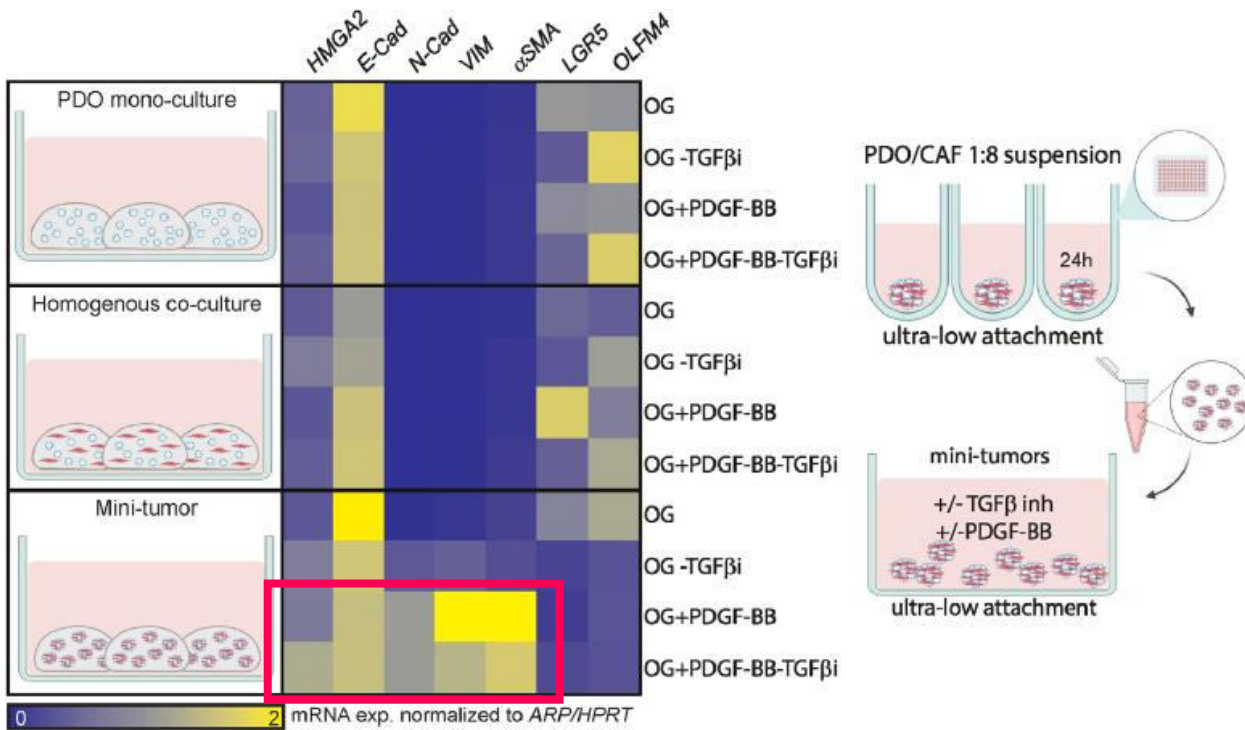 HMGA2
E-Cad
N-Cad
VIM
αSMA
LGR5
OLFM4
PDO mono-culture
OG
OG -TGFβi
OG+PDGF-BB
OG+PDGF-BB-TGFβi
Homogenous co-culture
OG
OG -TGFβi
OG+PDGF-BB
OG+PDGF-BB-TGFβi
Mini-tumor
OG
OG -TGFβi
OG+PDGF-BB
OG+PDGF-BB-TGFβi
0
2
mRNA exp. normalized to ARP/HPRT
PDO/CAF 1:8 suspension
24h
ultra-low attachment
mini-tumors
+/- TGFβ inh
+/-PDGF-BB
ultra-low attachment